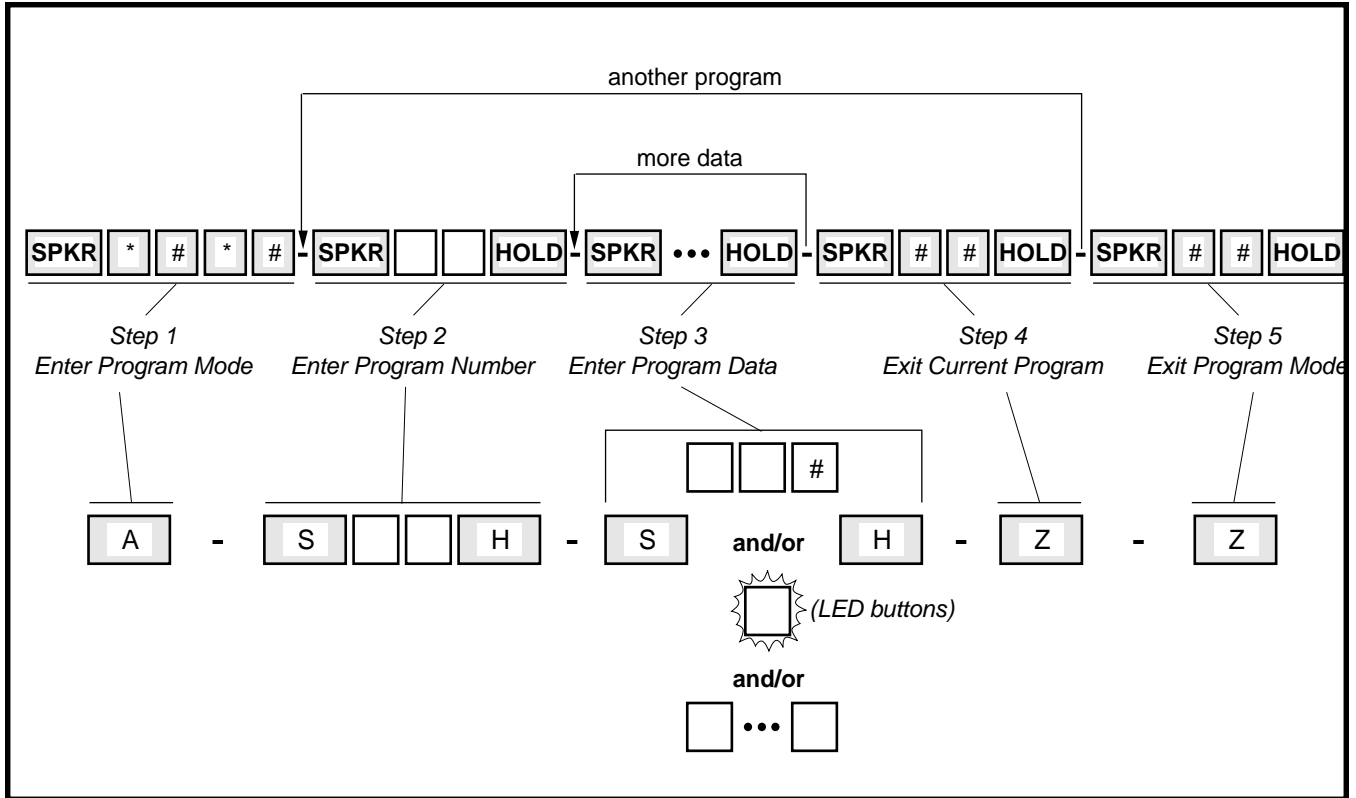 another program
more data
SPKR * # * # - SPKR HOLD - SPKR ••• HOLD - SPKR # # HOLD - SPKR # # HOLD
Step 1 Step 2 Step 3 Step 4 Step 5
Enter Program Mode Enter Program Number Enter Program Data Exit Current Program Exit Program Mode
#
A - S H - S and/or H - Z - Z
(LED buttons)
and/or
•••